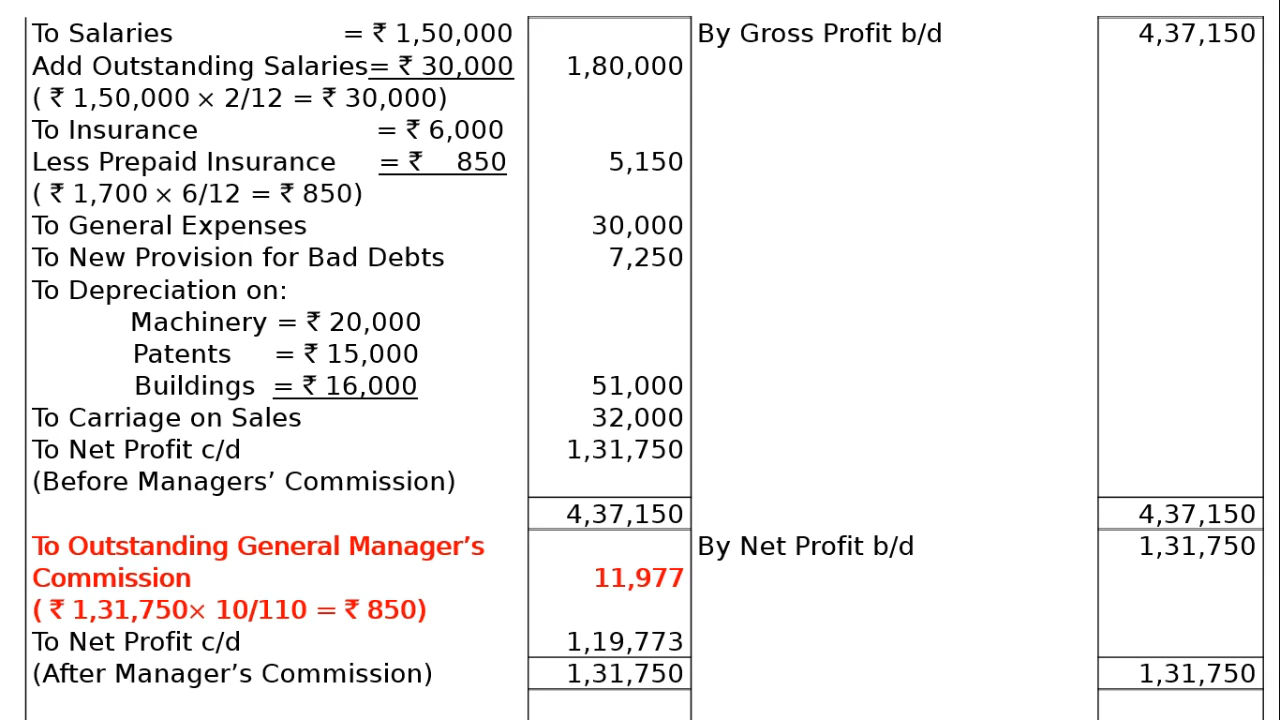 To Salaries = ₹ 1,50,000 By Gross Profit b/d 4,37,150
Add Outstanding Salaries= ₹ 30,000 1,80,000
( ₹ 1,50,000 × 2/12 = ₹ 30,000)
To Insurance = ₹ 6,000
Less Prepaid Insurance = ₹ 850 5,150
( ₹ 1,700 × 6/12 = ₹ 850)
To General Expenses 30,000
To New Provision for Bad Debts 7,250
To Depreciation on:
Machinery = ₹ 20,000
Patents = ₹ 15,000
Buildings = ₹ 16,000 51,000
To Carriage on Sales 32,000
To Net Profit c/d 1,31,750
(Before Managers’ Commission)
4,37,150 4,37,150
To Outstanding General Manager’s By Net Profit b/d 1,31,750
Commission 11,977
( ₹ 1,31,750× 10/110 = ₹ 850)
To Net Profit c/d 1,19,773
(After Manager’s Commission) 1,31,750 1,31,750